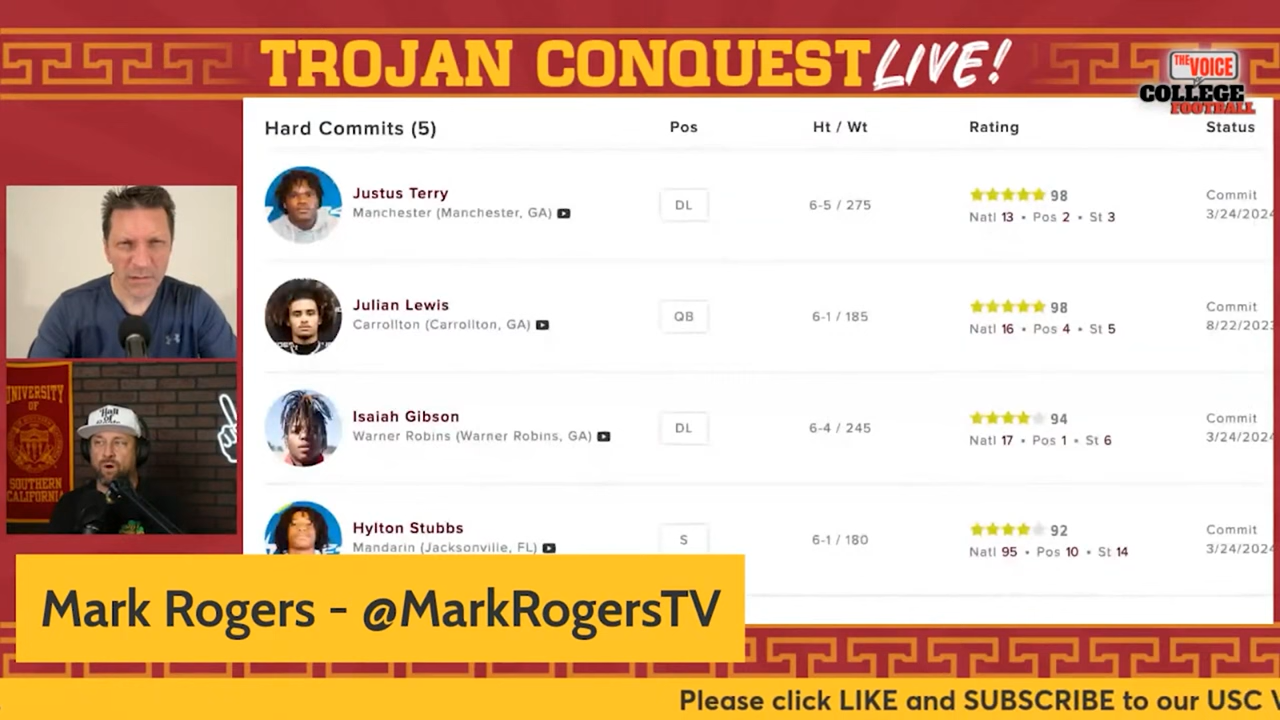 TROJAN CONQUEST LIVE!
THE VOICE
OF
COLLEGE
FOOTBALL
Hard Commits (5) Pos Ht / Wt Rating Status
Justus Terry
Manchester (Manchester, GA)
DL 6-5 / 275
98
Natl 13 • Pos 2 • St 3
Commit
3/24/2024
Julian Lewis
Carrollton (Carrollton, GA)
QB 6-1 / 185
98
Natl 16 • Pos 4 • St 5
Commit
8/22/2023
Isaiah Gibson
Warner Robins (Warner Robins, GA)
DL 6-4 / 245
94
Natl 17 • Pos 1 • St 6
Commit
3/24/2024
Hylton Stubbs
Mandarin (Jacksonville, FL)
S 6-1 / 180
92
Natl 95 • Pos 10 • St 14
Commit
3/24/2024
UNIVERSITY
OF
SOUTHERN
CALIFORNIA
Mark Rogers - @MarkRogersTV
Please click LIKE and SUBSCRIBE to our USC